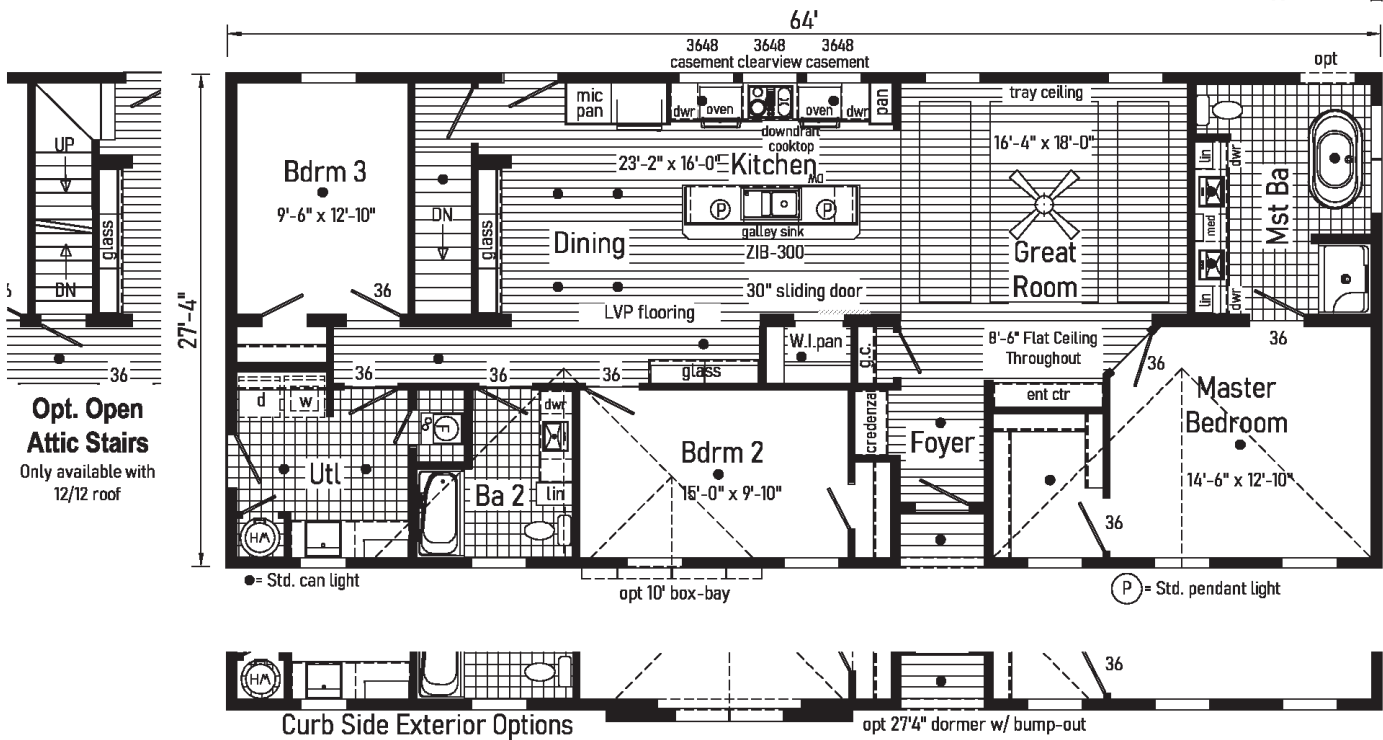 64'
3648 3648 3648
casement clearview casement
opt
mic
pan
dwr
oven
oven
dwr
pan
tray ceiling
downdraft
cooktop
UP
Bdrm 3
9'-6" x 12'-10"
23'-2" x 16'-0"
Kitchen
DW
16'-4" x 18'-0"
lin
dwr
glass
DN
glass
P
P
med
Mst Ba
Dining
galley sink
ZIB-300
Great
Room
DN
36
36
30" sliding door
lin
dwr
27'-4"
LVP flooring
W.I.pan
g.c.
8'-6" Flat Ceiling
Throughout
36
36
36
36
36
36
glass
Opt. Open
Attic Stairs
Only available with
12/12 roof
d
w
dwr
credenza
ent ctr
Master
Bedroom
F
Foyer
Bdrm 2
15'-0" x 9'-10"
Utl
Ba 2
lin
14'-6" x 12'-10"
36
WH
●= Std. can light
opt 10' box-bay
P = Std. pendant light
36
WH
Curb Side Exterior Options
opt 27'4" dormer w/ bump-out